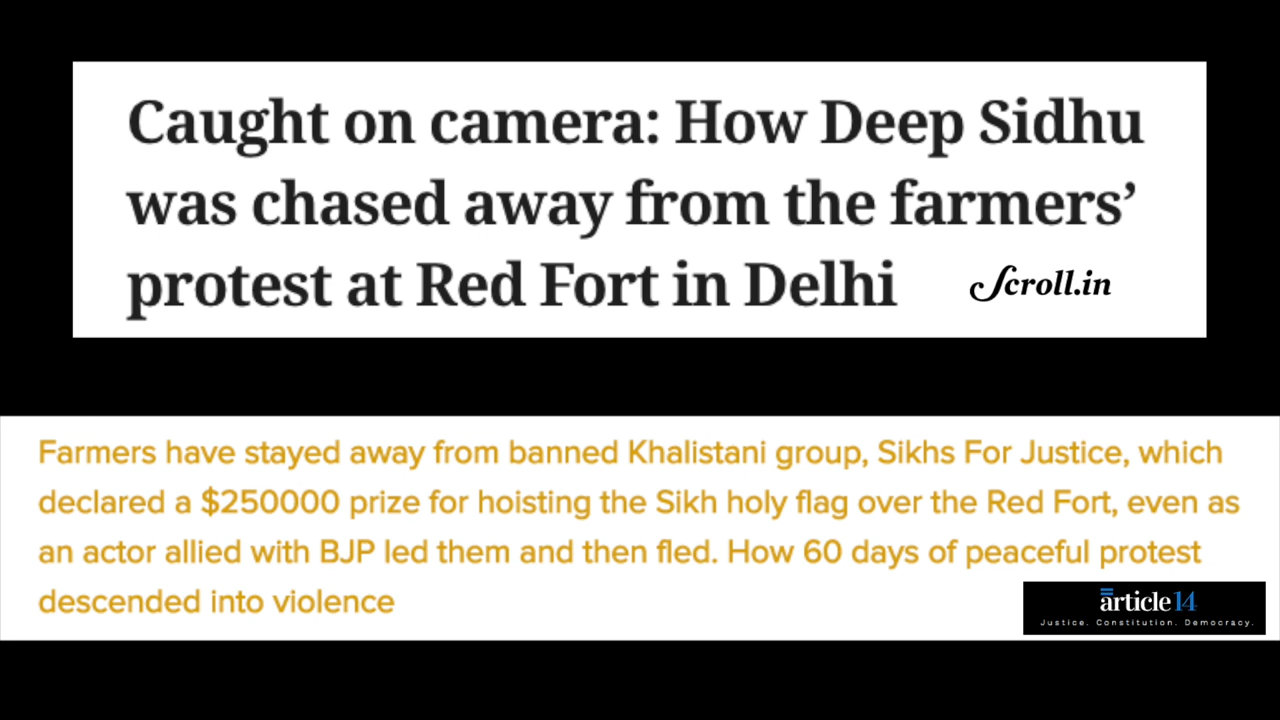 Caught on camera: How Deep Sidhu
was chased away from the farmers’
protest at Red Fort in Delhi
Scroll.in
Farmers have stayed away from banned Khalistani group, Sikhs For Justice, which
declared a $250000 prize for hoisting the Sikh holy flag over the Red Fort, even as
an actor allied with BJP led them and then fled. How 60 days of peaceful protest
descended into violence
article14
Justice. Constitution. Democracy.